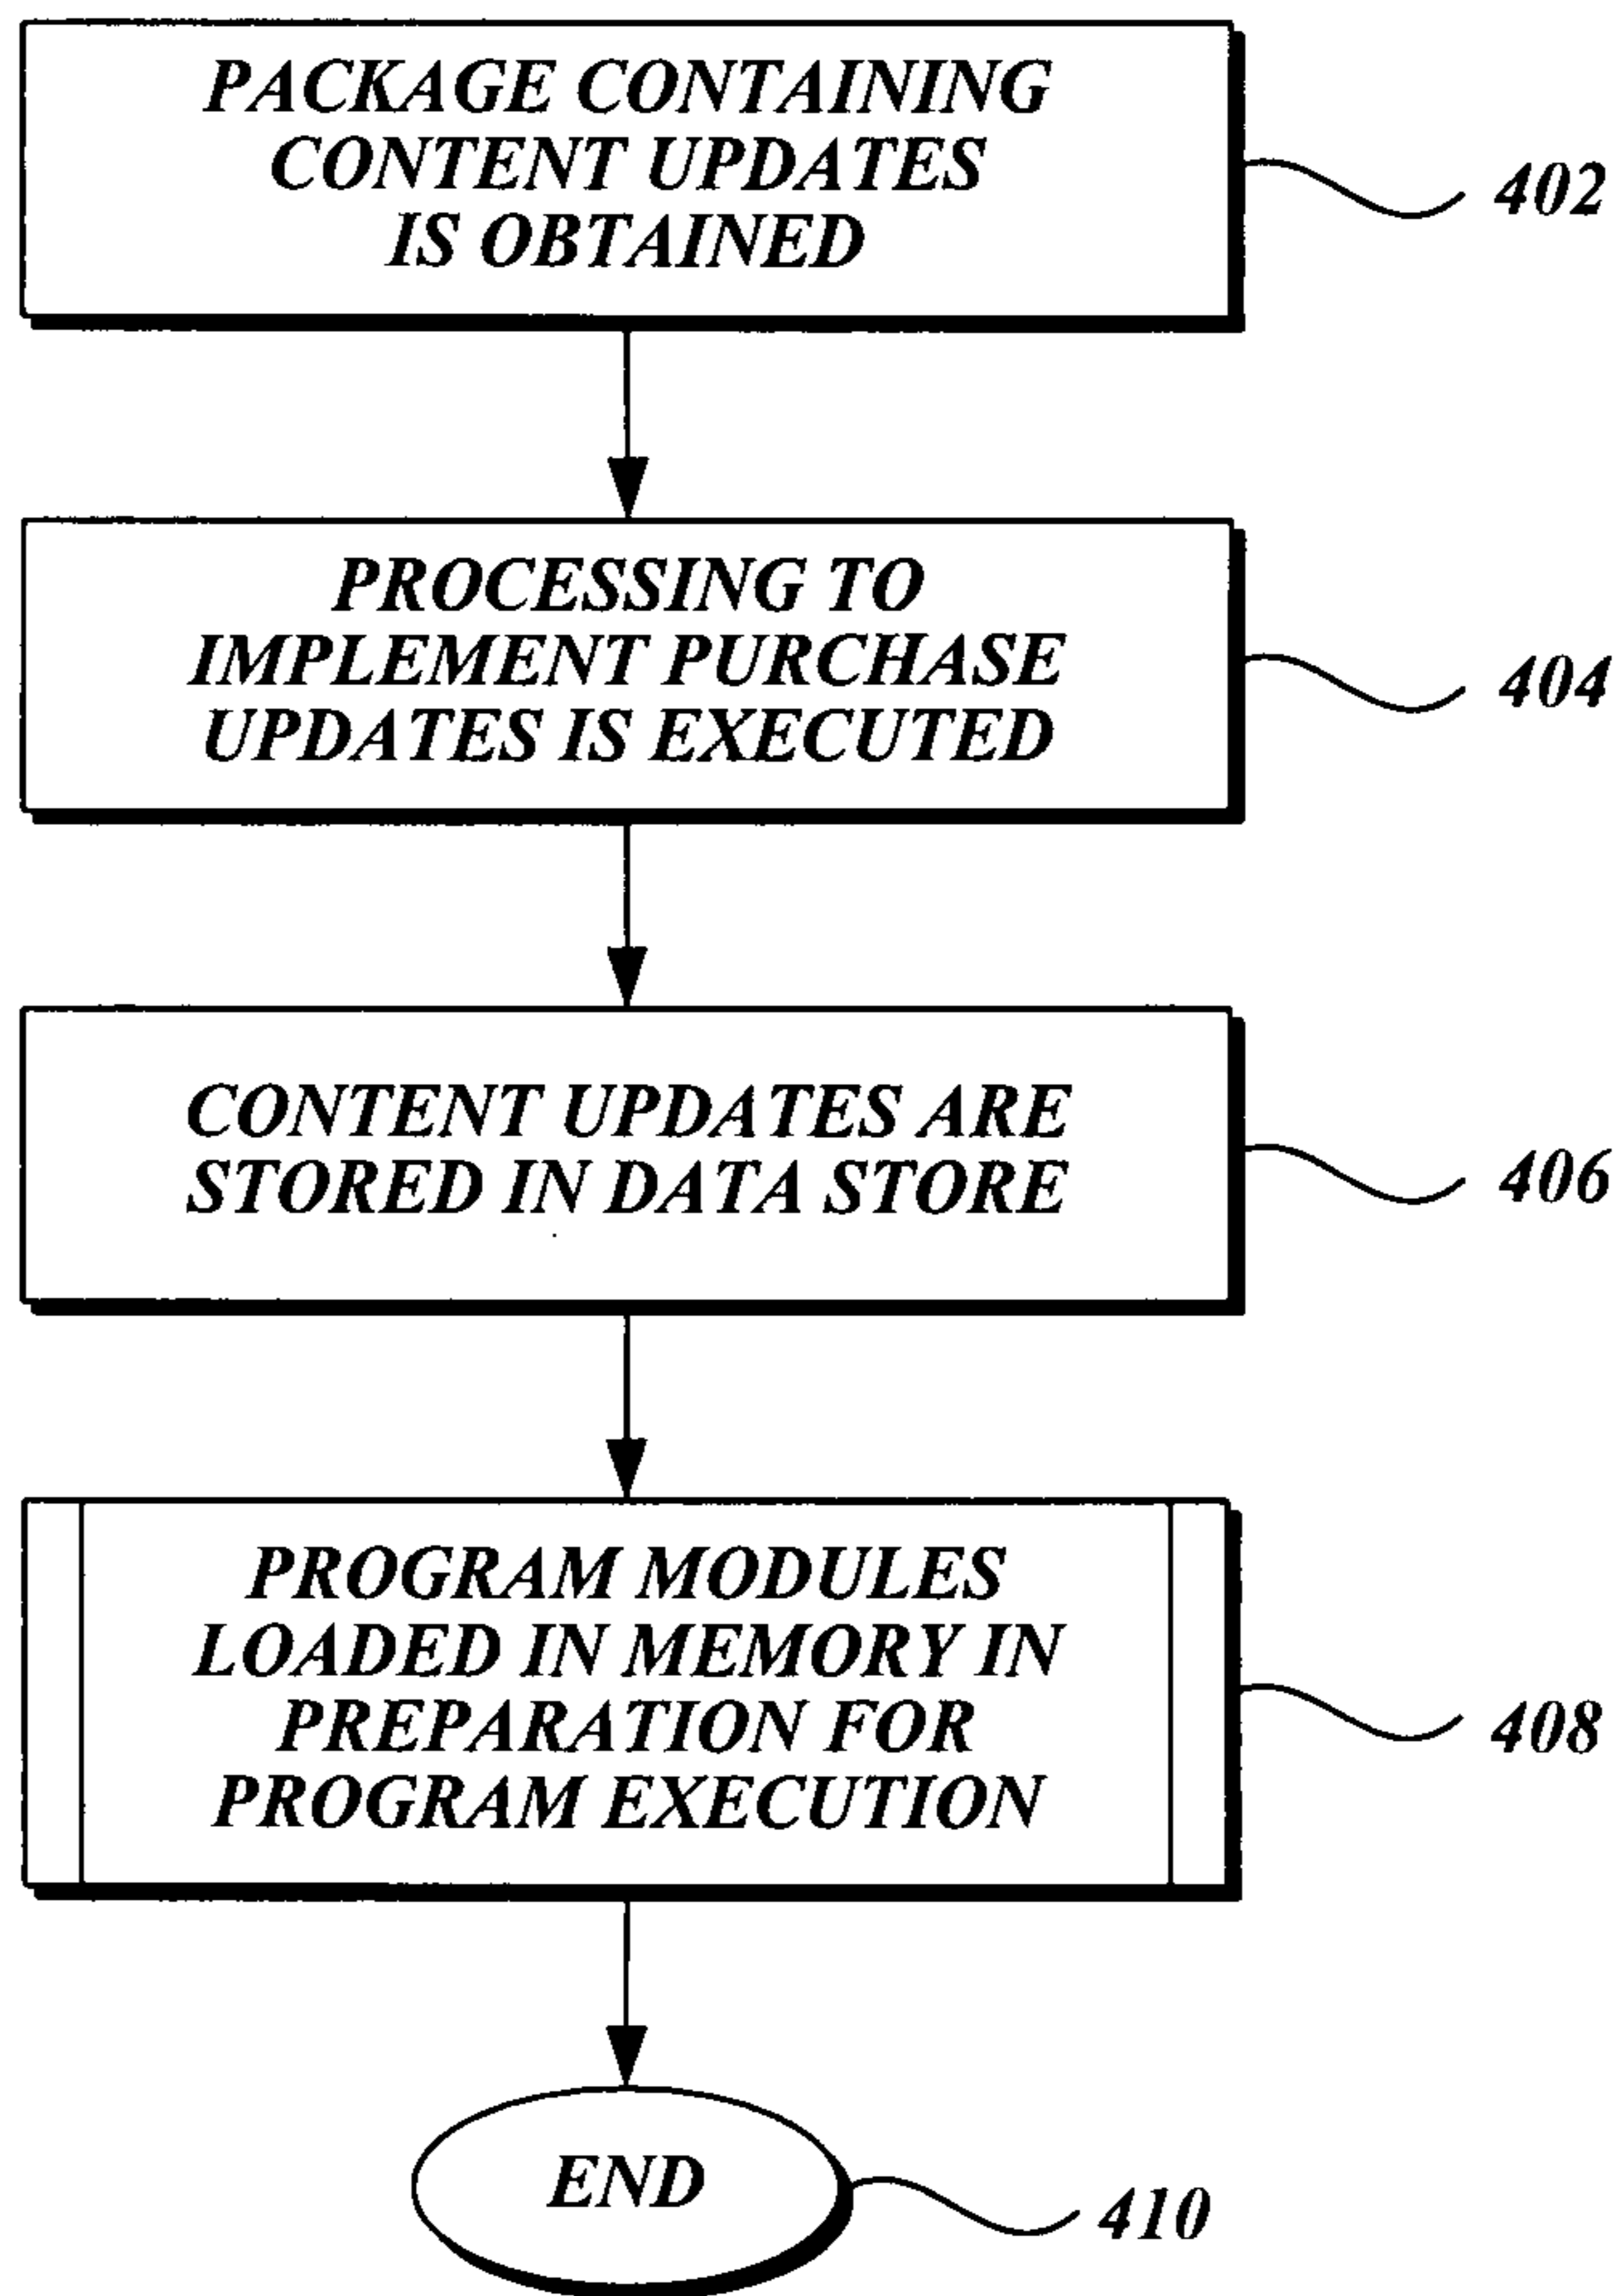 PACKAGE CONTAINING
CONTENT UPDATES
IS OBTAINED
402
PROCESSING TO
IMPLEMENT PURCHASE
UPDATES IS EXECUTED
404
CONTENT UPDATES ARE
STORED IN DATA STORE
406
PROGRAM MODULES
LOADED IN MEMORY IN
PREPARATION FOR
PROGRAM EXECUTION
408
END
410